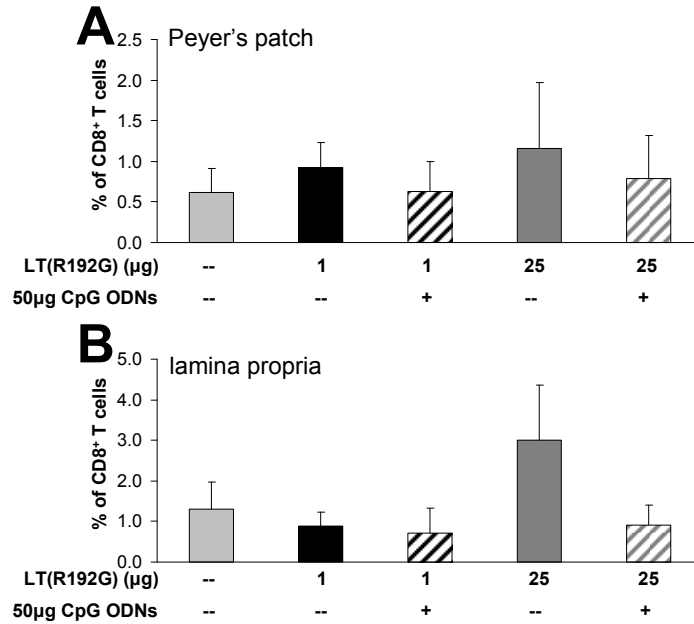 A Peyer's patch
% of CD8⁺ T cells
2.5
2.0
1.5
1.0
0.5
0.0
LT(R192G) (µg) -- 1 1 25 25
50µg CpG ODNs -- -- + -- +
B lamina propria
% of CD8⁺ T cells
5.0
4.0
3.0
2.0
1.0
0.0
LT(R192G) (µg) -- 1 1 25 25
50µg CpG ODNs -- -- + -- +